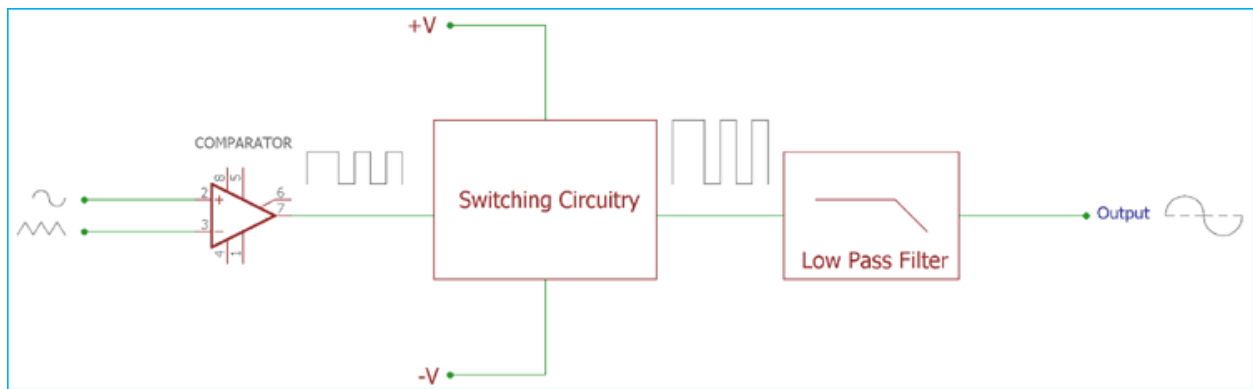 +V
COMPARATOR
8
5
2
+
6
7
3
-
4
1
Switching Circuitry
Low Pass Filter
Output
-V